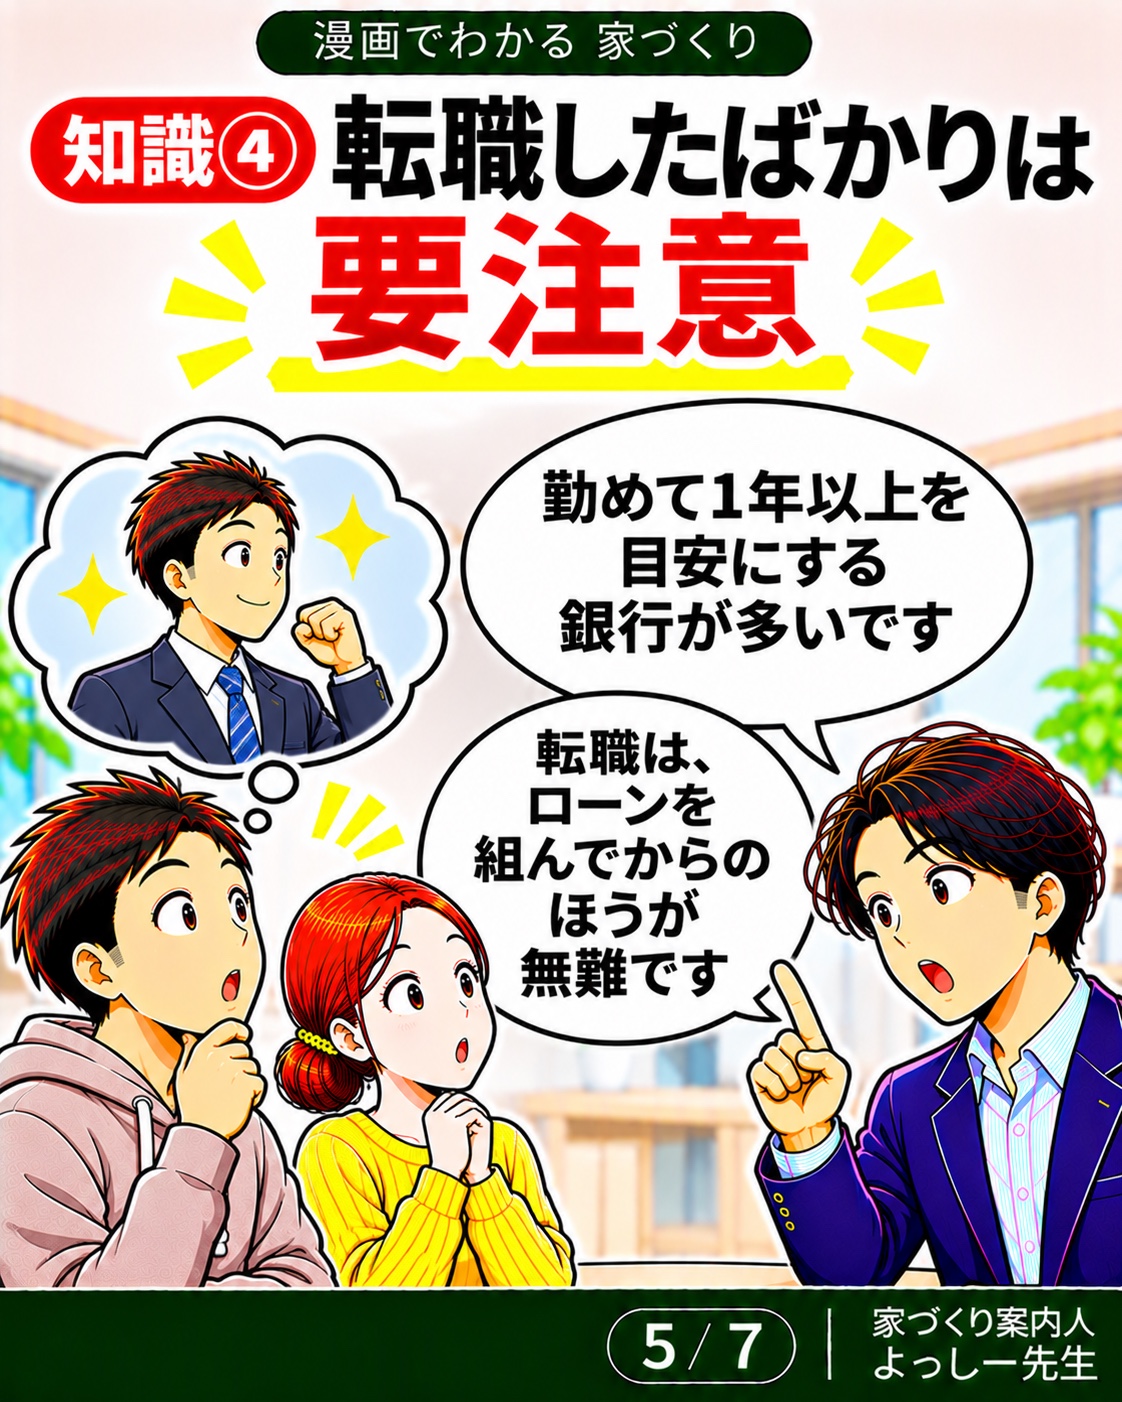 漫画でわかる 家づくり
知識④ 転職したばかりは
要注意
勤めて1年以上を
目安にする
銀行が多いです
転職は、
ローンを
組んでからの
ほうが
無難です
5/7
家づくり案内人
よっしー先生